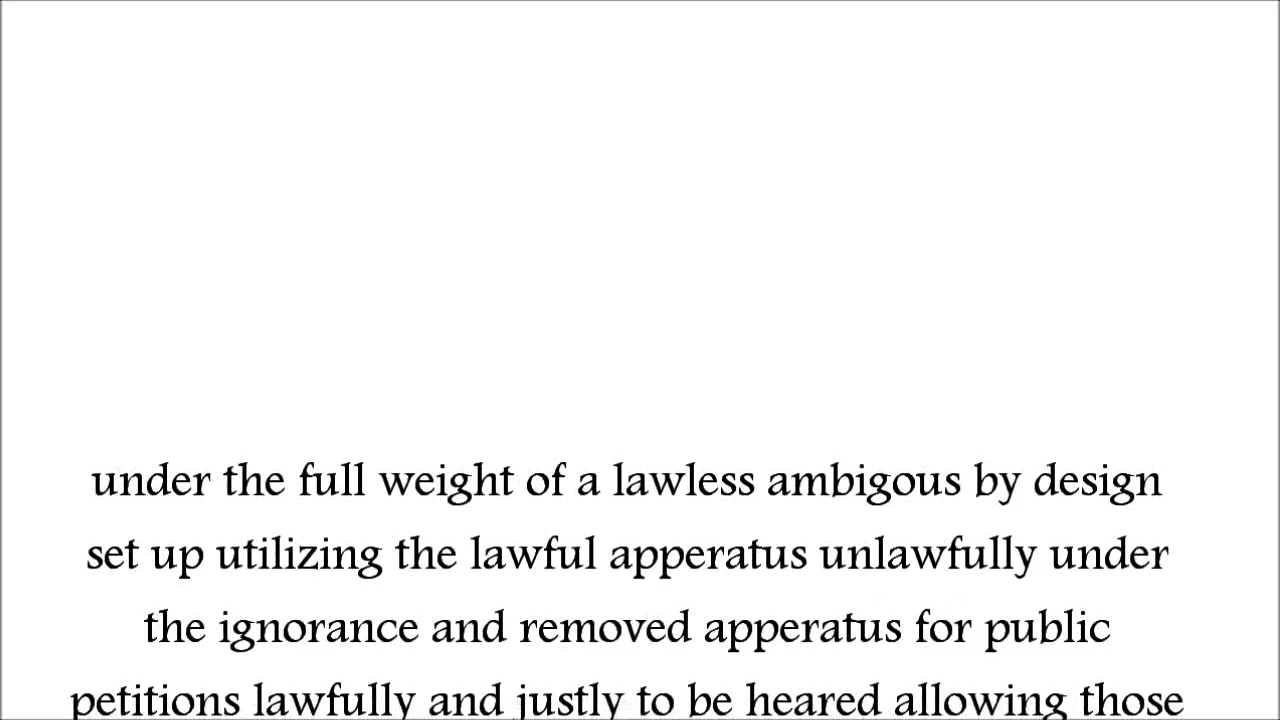 under the full weight of a lawless ambigous by design
set up utilizing the lawful apperatus unlawfully under
the ignorance and removed apperatus for public
petitions lawfully and justly to be heared allowing those